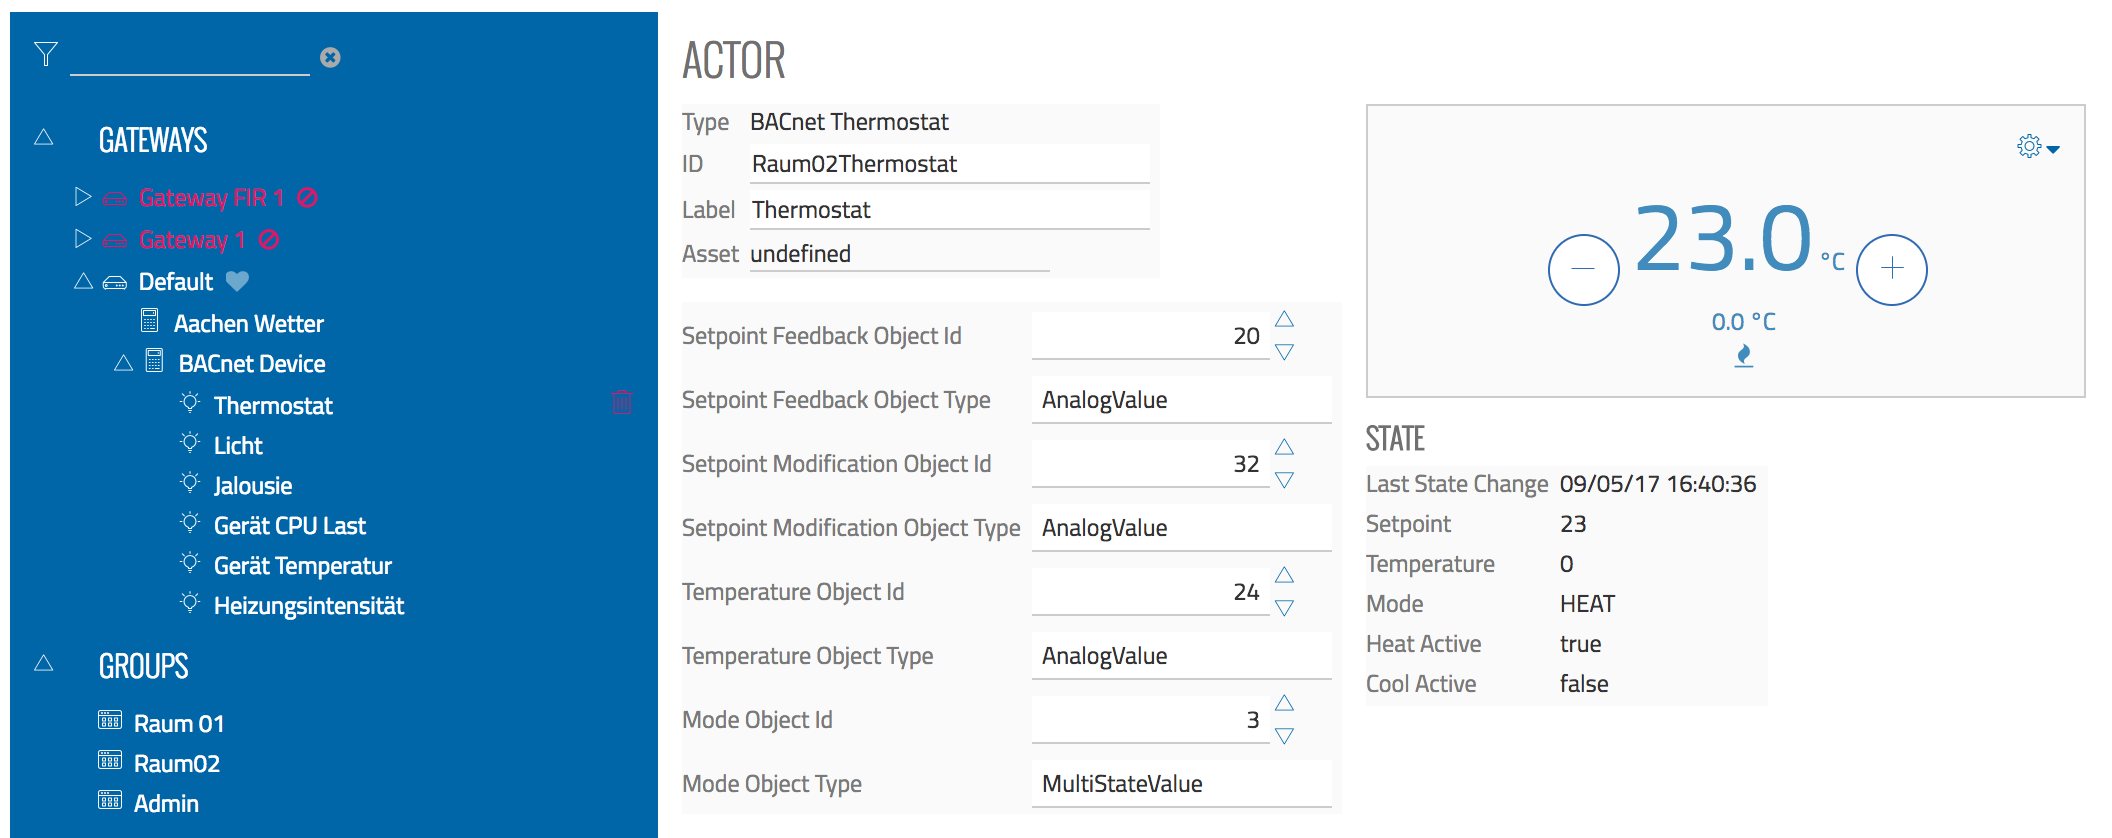 GATEWAYS
Gateway FIR 1
Gateway 1
Default
Aachen Wetter
BACnet Device
Thermostat
Licht
Jalousie
Gerät CPU Last
Gerät Temperatur
Heizungsintensität
GROUPS
Raum 01
Raum02
Admin
ACTOR
Type BACnet Thermostat
ID Raum02Thermostat
Label Thermostat
Asset undefined
Setpoint Feedback Object Id 20
Setpoint Feedback Object Type AnalogValue
Setpoint Modification Object Id 32
Setpoint Modification Object Type AnalogValue
Temperature Object Id 24
Temperature Object Type AnalogValue
Mode Object Id 3
Mode Object Type MultiStateValue
23.0 °C
0.0 °C
STATE
Last State Change 09/05/17 16:40:36
Setpoint 23
Temperature 0
Mode HEAT
Heat Active true
Cool Active false